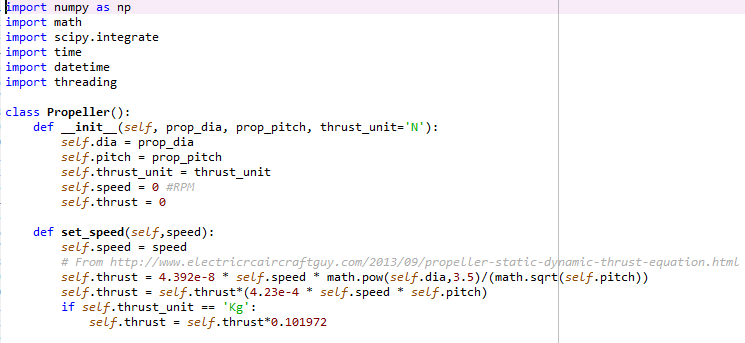 import numpy as np
import math
import scipy.integrate
import time
import datetime
import threading

class Propeller():
    def __init__(self, prop_dia, prop_pitch, thrust_unit='N'):
        self.dia = prop_dia
        self.pitch = prop_pitch
        self.thrust_unit = thrust_unit
        self.speed = 0 #RPM
        self.thrust = 0

    def set_speed(self,speed):
        self.speed = speed
        # From http://www.electricrcaircraftguy.com/2013/09/propeller-static-dynamic-thrust-equation.html
        self.thrust = 4.392e-8 * self.speed * math.pow(self.dia,3.5)/(math.sqrt(self.pitch))
        self.thrust = self.thrust*(4.23e-4 * self.speed * self.pitch)
        if self.thrust_unit == 'Kg':
            self.thrust = self.thrust*0.101972